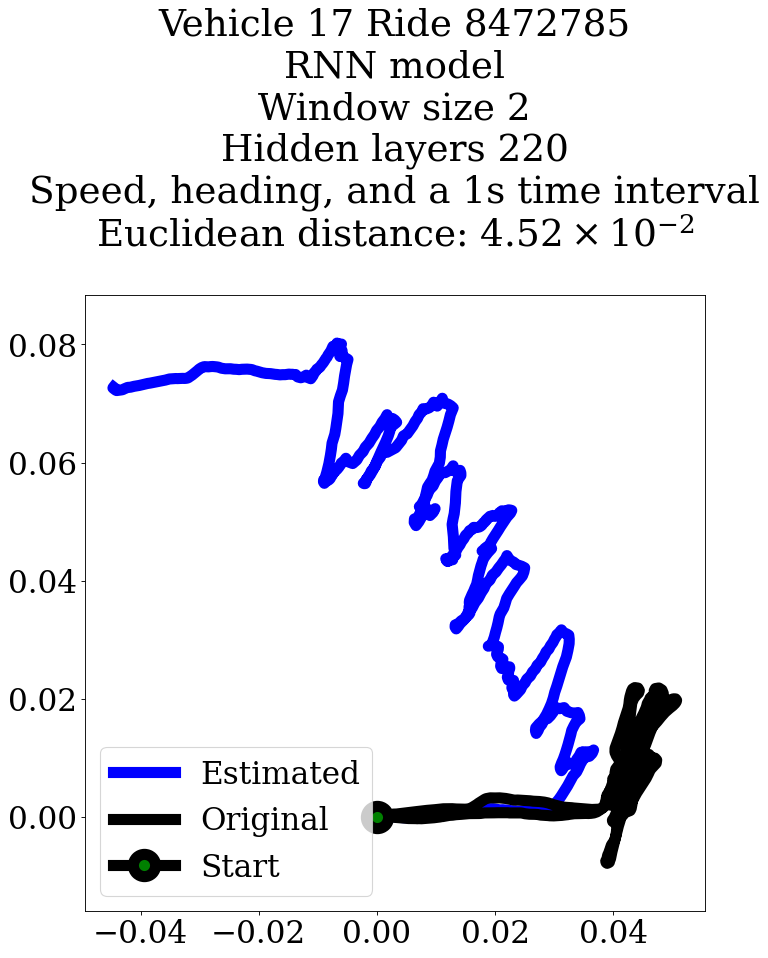 Vehicle 17 Ride 8472785
RNN model
Window size 2
Hidden layers 220
Speed, heading, and a 1s time interval
Euclidean distance: 4.52 × 10⁻²
0.08
0.06
0.04
0.02
0.00
Estimated
Original
Start
−0.04 −0.02 0.00 0.02 0.04